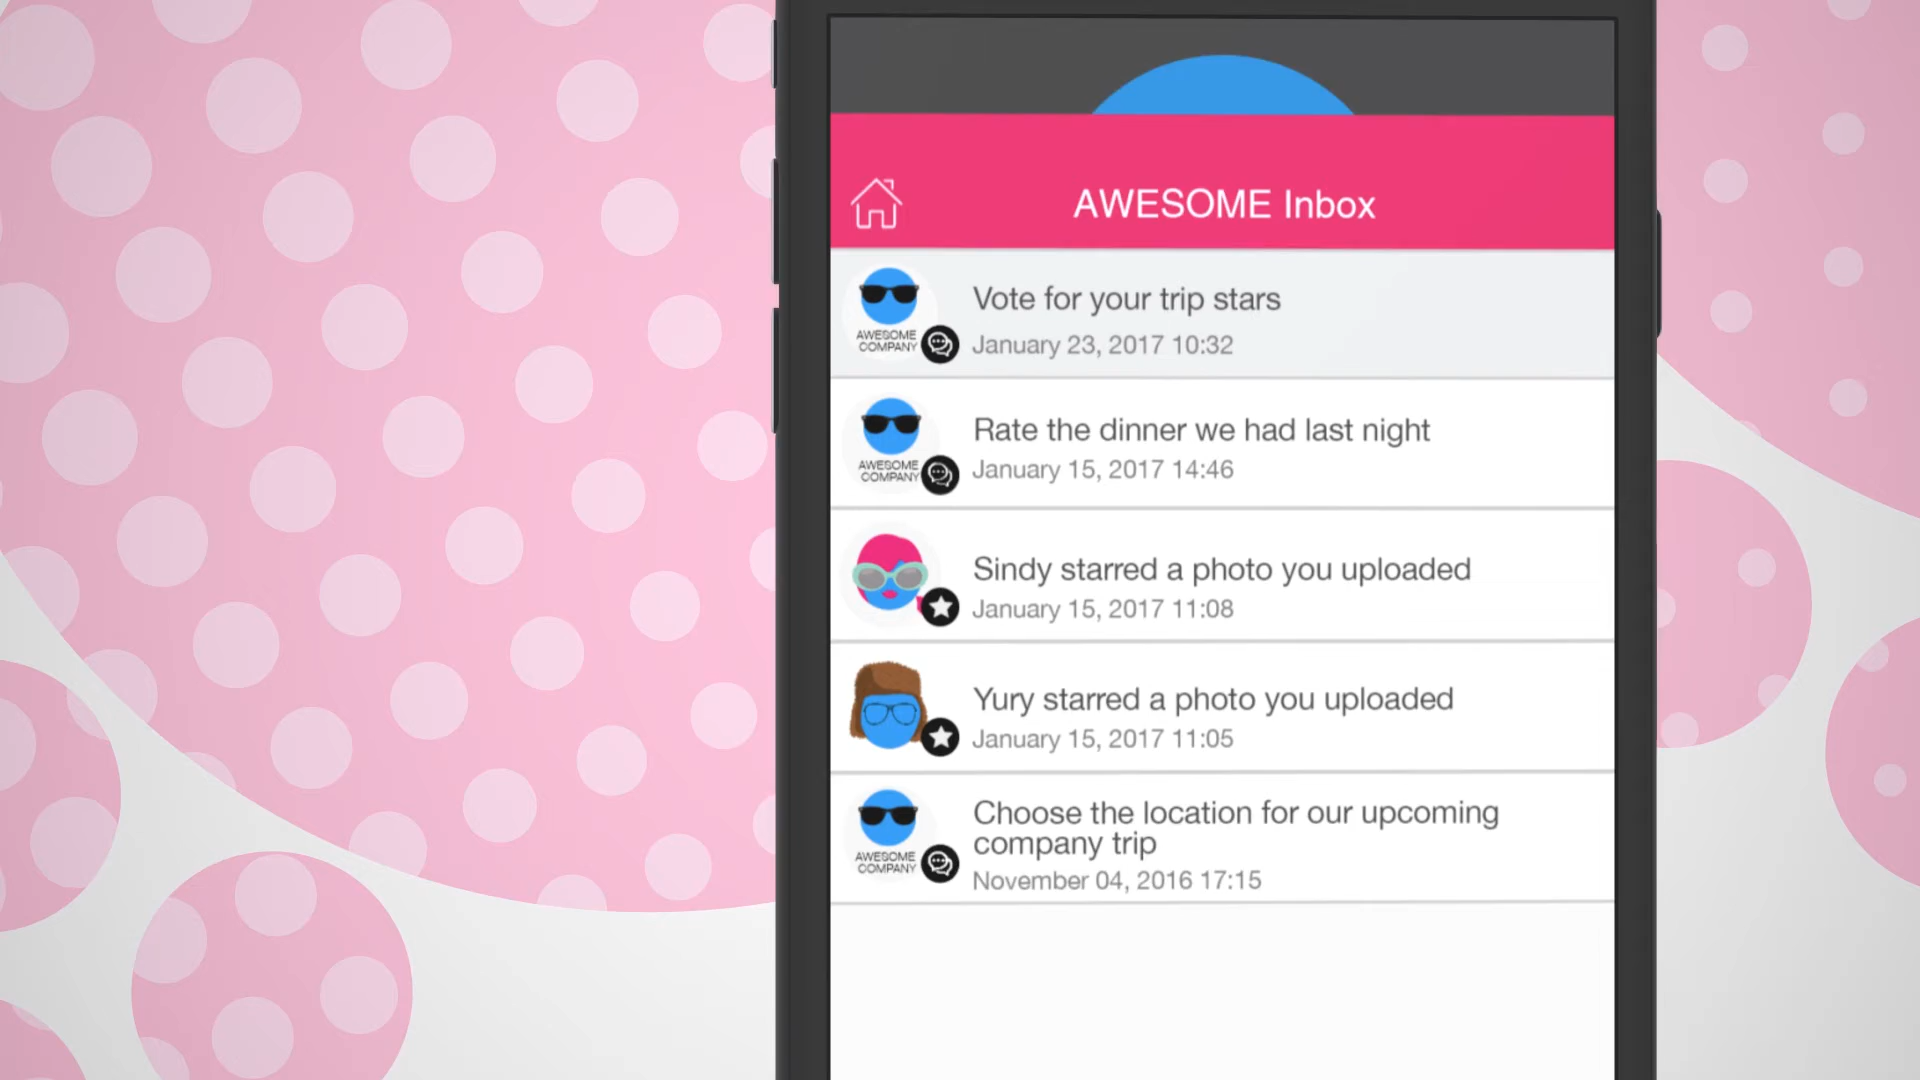 AWESOME Inbox
Vote for your trip stars
January 23, 2017 10:32
AWESOME
COMPANY
Rate the dinner we had last night
January 15, 2017 14:46
AWESOME
COMPANY
Sindy starred a photo you uploaded
January 15, 2017 11:08
Yury starred a photo you uploaded
January 15, 2017 11:05
Choose the location for our upcoming
company trip
November 04, 2016 17:15
AWESOME
COMPANY